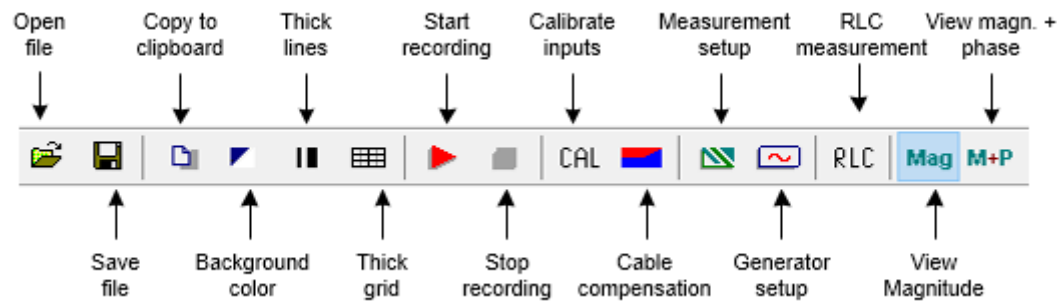 Open
file
Copy to
clipboard
Thick
lines
Start
recording
Calibrate
inputs
Measurement
setup
RLC
measurement
View magn. +
phase
CAL
RLC
Mag
M+P
Save
file
Background
color
Thick
grid
Stop
recording
Cable
compensation
Generator
setup
View
Magnitude